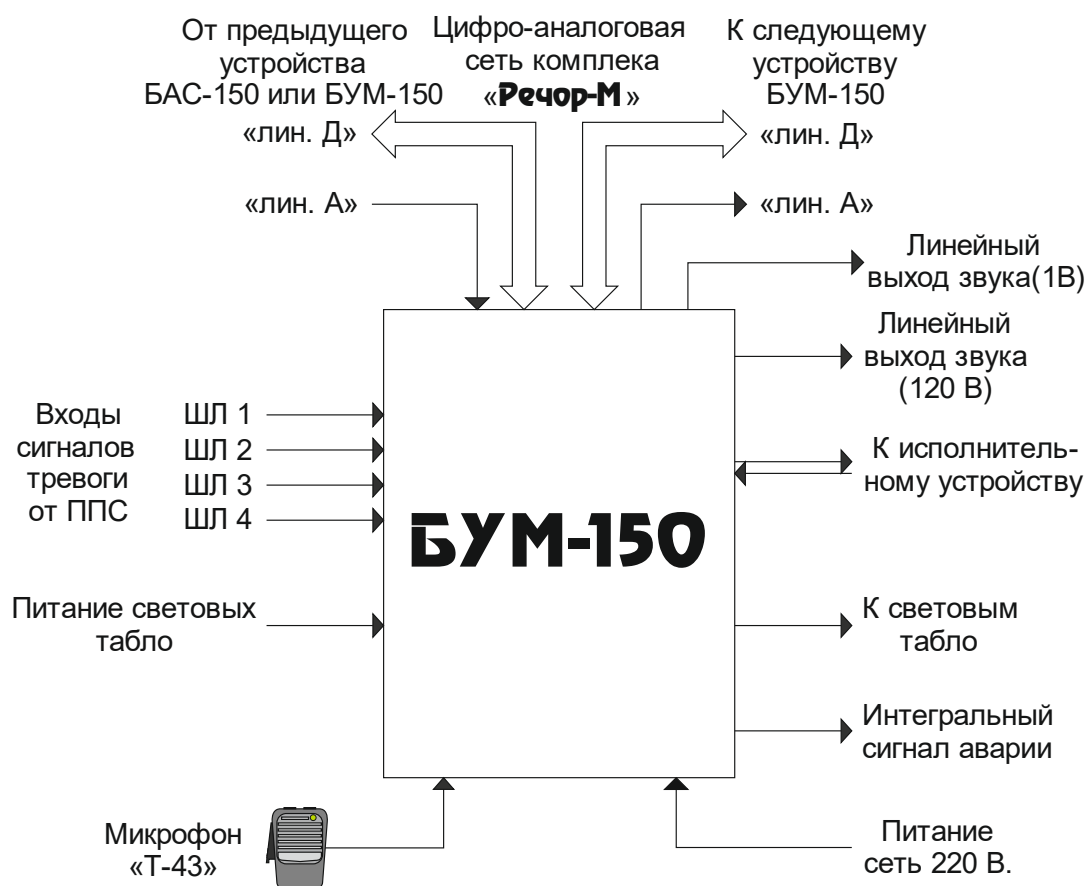 От предыдущего
устройства
БАС-150 или БУМ-150
«лин. Д»
«лин. А»
Цифро-аналоговая
сеть комплека
«Речор-М»
К следующему
устройству
БУМ-150
«лин. Д»
«лин. А»
Линейный
выход звука(1В)
Линейный
выход звука
(120 В)
Входы
сигналов
тревоги
от ППС
ШЛ 1
ШЛ 2
ШЛ 3
ШЛ 4
К исполнитель-
ному устройству
БУМ-150
Питание световых
табло
К световым
табло
Интегральный
сигнал аварии
Микрофон
«Т-43»
Питание
сеть 220 В.